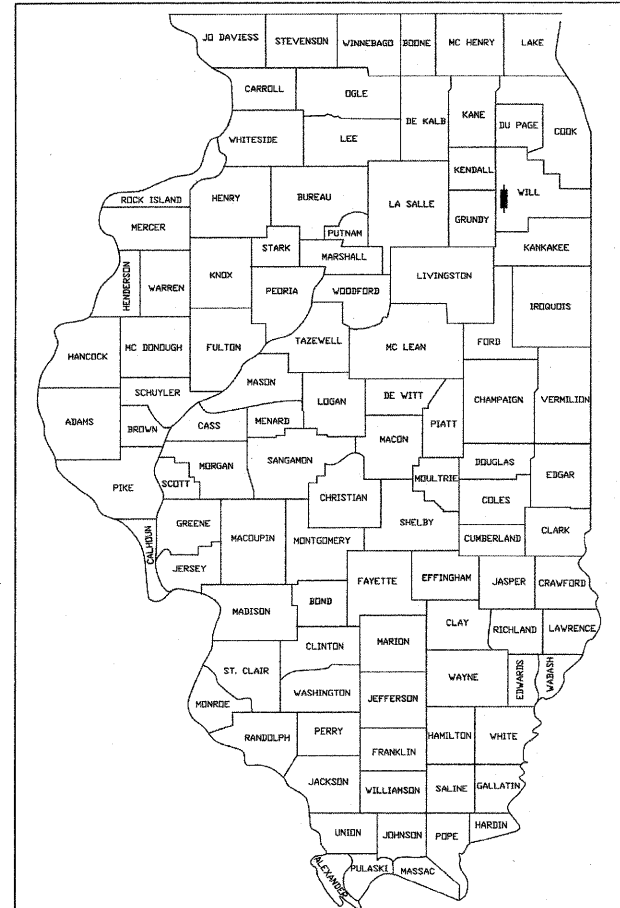 JO DAVIESS
STEVENSON
WINNEBAGO
BOONE
MC HENRY
LAKE
CARROLL
OGLE
DE KALB
KANE
DU PAGE
COOK
WHITESIDE
LEE
KENDALL
WILL
ROCK ISLAND
HENRY
BUREAU
LA SALLE
GRUNDY
MERCER
PUTNAM
STARK
MARSHALL
KANKAKEE
HENDERSON
WARREN
KNOX
PEORIA
WOODFORD
LIVINGSTON
IROQUOIS
HANCOCK
MC DONOUGH
FULTON
TAZEWELL
MC LEAN
FORD
MASON
SCHUYLER
LOGAN
DE WITT
CHAMPAIGN
VERMILION
ADAMS
BROWN
CASS
MENARD
PIATT
MACON
MORGAN
SANGAMON
DOUGLAS
EDGAR
PIKE
SCOTT
CHRISTIAN
MOULTRIE
COLES
CALHOUN
GREENE
MACOUPIN
MONTGOMERY
SHELBY
CUMBERLAND
CLARK
JERSEY
FAYETTE
EFFINGHAM
JASPER
CRAWFORD
MADISON
BOND
CLAY
RICHLAND
LAWRENCE
CLINTON
MARION
ST. CLAIR
WAYNE
EDWARDS
WABASH
WASHINGTON
JEFFERSON
MONROE
RANDOLPH
PERRY
HAMILTON
WHITE
FRANKLIN
JACKSON
WILLIAMSON
SALINE
GALLATIN
UNION
JOHNSON
POPE
HARDIN
ALEXANDER
PULASKI
MASSAC